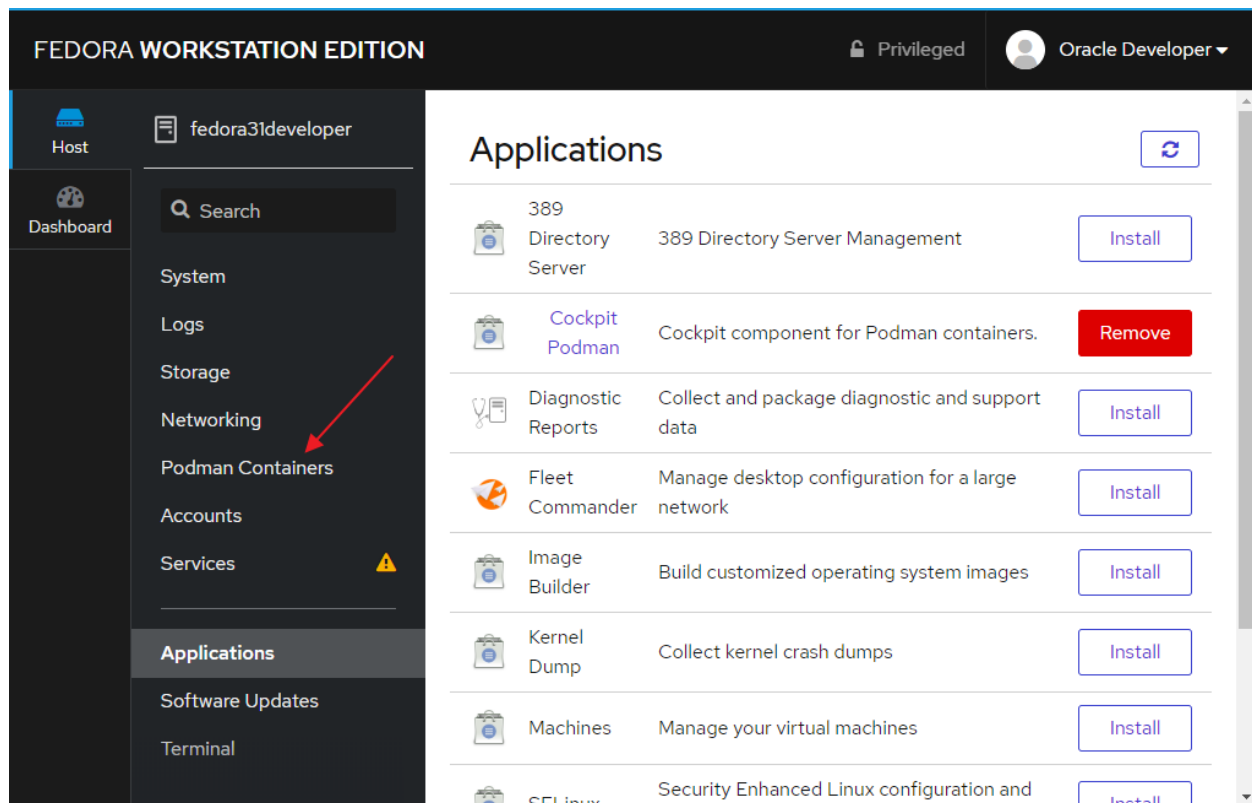 FEDORA WORKSTATION EDITION
Privileged
Oracle Developer
Host
Dashboard
fedora31developer
Search
System
Logs
Storage
Networking
Podman Containers
Accounts
Services
Applications
Software Updates
Terminal
Applications
389
Directory
Server
389 Directory Server Management
Install
Cockpit
Podman
Cockpit component for Podman containers.
Remove
Diagnostic
Reports
Collect and package diagnostic and support
data
Install
Fleet
Commander
Manage desktop configuration for a large
network
Install
Image
Builder
Build customized operating system images
Install
Kernel
Dump
Collect kernel crash dumps
Install
Machines
Manage your virtual machines
Install
SELinux
Security Enhanced Linux configuration and
Install